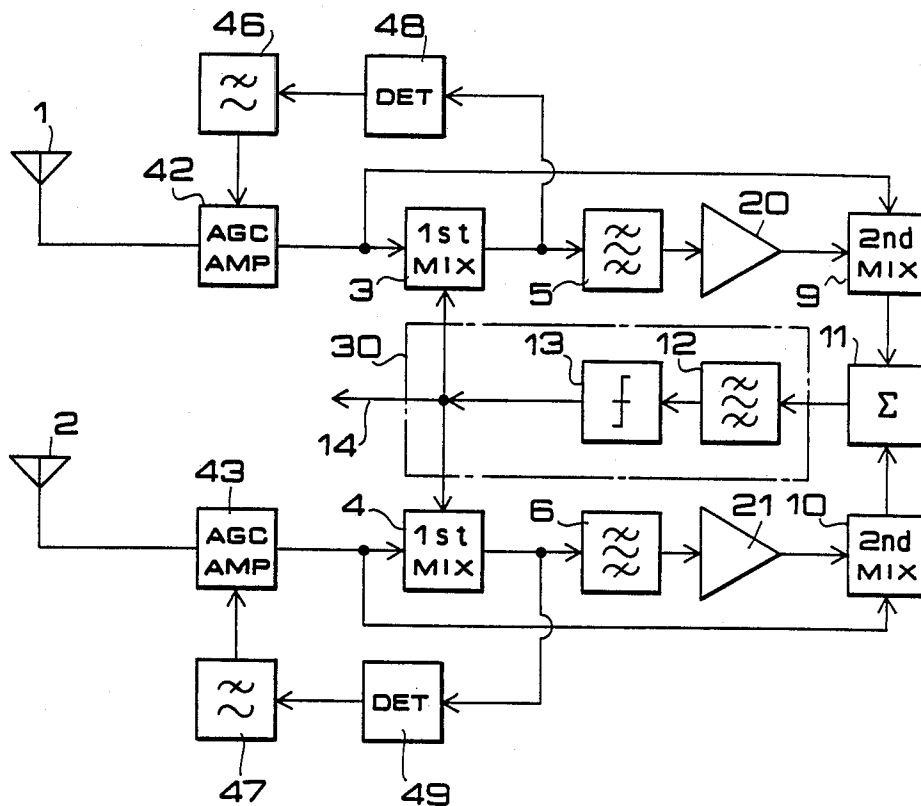 46
48
DET
1
42
AGC
AMP
1st
MIX
3
5
20
2nd
MIX
9
30
13
12
11
Σ
14
2
43
AGC
AMP
4
1st
MIX
6
21
10
2nd
MIX
47
DET
49